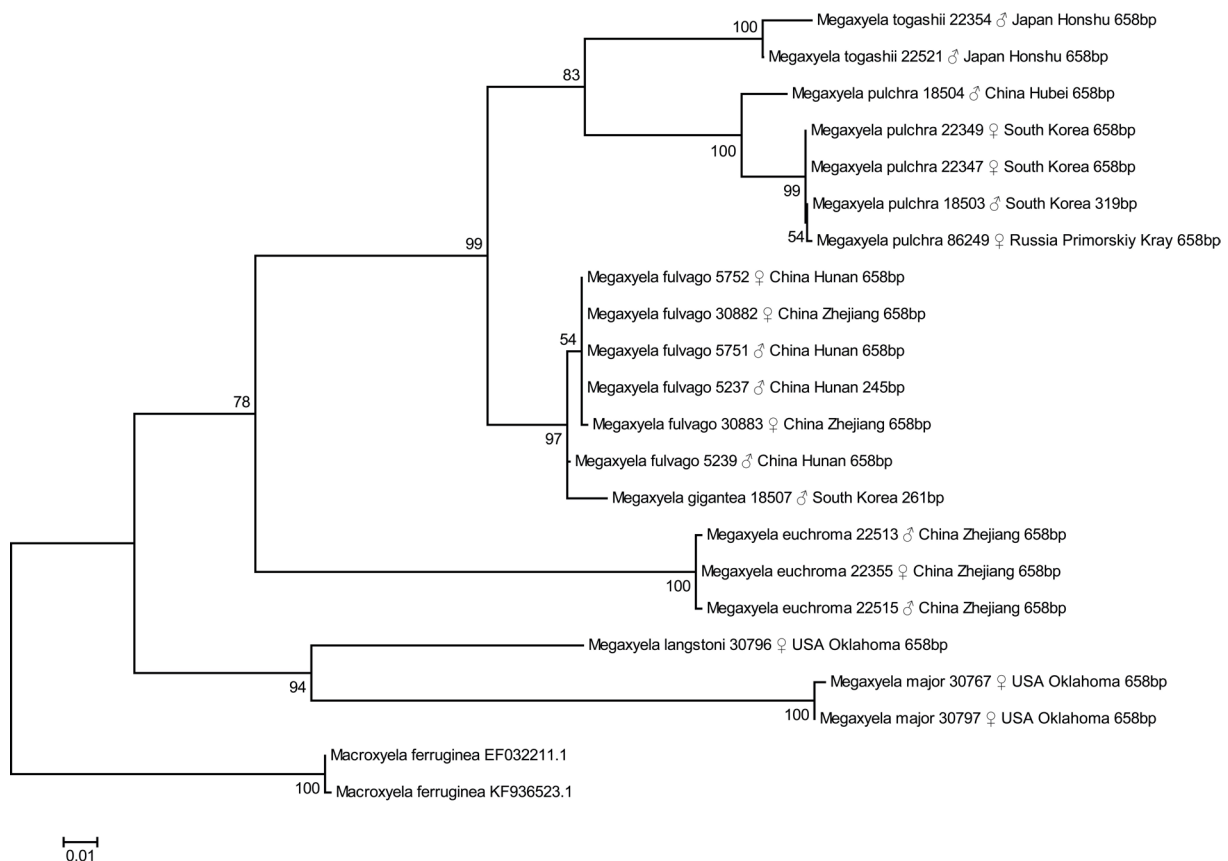 Megaxyela togashii 22354 ♂ Japan Honshu 658bp
100
Megaxyela togashii 22521 ♂ Japan Honshu 658bp
83
Megaxyela pulchra 18504 ♂ China Hubei 658bp
Megaxyela pulchra 22349 ♀ South Korea 658bp
100
Megaxyela pulchra 22347 ♀ South Korea 658bp
99
Megaxyela pulchra 18503 ♂ South Korea 319bp
54
Megaxyela pulchra 86249 ♀ Russia Primorskiy Kray 658bp
99
Megaxyela fulvago 5752 ♀ China Hunan 658bp
Megaxyela fulvago 30882 ♀ China Zhejiang 658bp
54
Megaxyela fulvago 5751 ♂ China Hunan 658bp
Megaxyela fulvago 5237 ♂ China Hunan 245bp
78
Megaxyela fulvago 30883 ♀ China Zhejiang 658bp
97
Megaxyela fulvago 5239 ♂ China Hunan 658bp
Megaxyela gigantea 18507 ♂ South Korea 261bp
Megaxyela euchroma 22513 ♂ China Zhejiang 658bp
Megaxyela euchroma 22355 ♀ China Zhejiang 658bp
100
Megaxyela euchroma 22515 ♂ China Zhejiang 658bp
Megaxyela langstoni 30796 ♀ USA Oklahoma 658bp
94
Megaxyela major 30767 ♀ USA Oklahoma 658bp
100
Megaxyela major 30797 ♀ USA Oklahoma 658bp
Macroxyela ferruginea EF032211.1
100
Macroxyela ferruginea KF936523.1
0.01